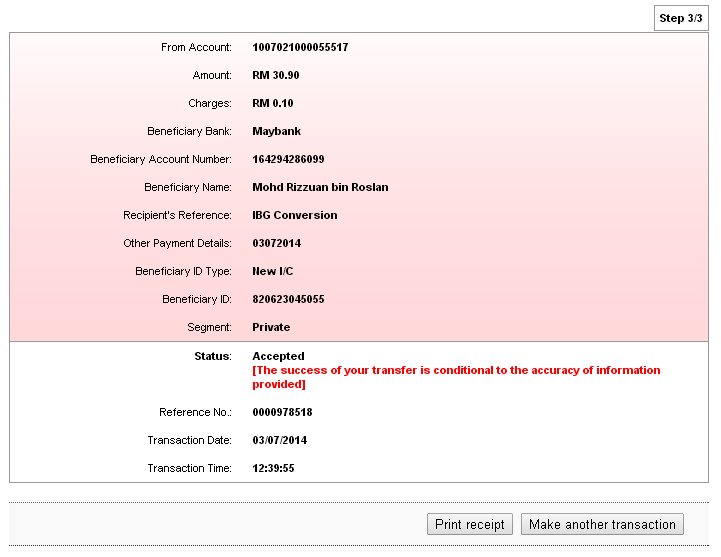 Step 3/3
From Account: 1007021000055517
Amount: RM 30.90
Charges: RM 0.10
Beneficiary Bank: Maybank
Beneficiary Account Number: 164294286099
Beneficiary Name: Mohd Rizzuan bin Roslan
Recipient's Reference: IBG Conversion
Other Payment Details: 03072014
Beneficiary ID Type: New I/C
Beneficiary ID: 820623045055
Segment: Private
Status: Accepted
[The success of your transfer is conditional to the accuracy of information
provided]
Reference No.: 0000978518
Transaction Date: 03/07/2014
Transaction Time: 12:39:55
Print receipt Make another transaction